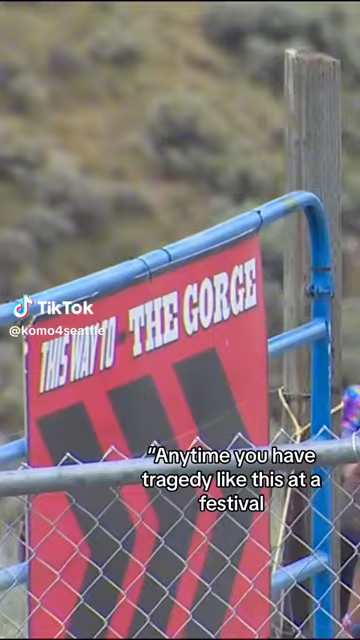 TikTok
@komo4seattle
THIS WAY TO - THE GORGE
"Anytime you have
tragedy like this at a
festival